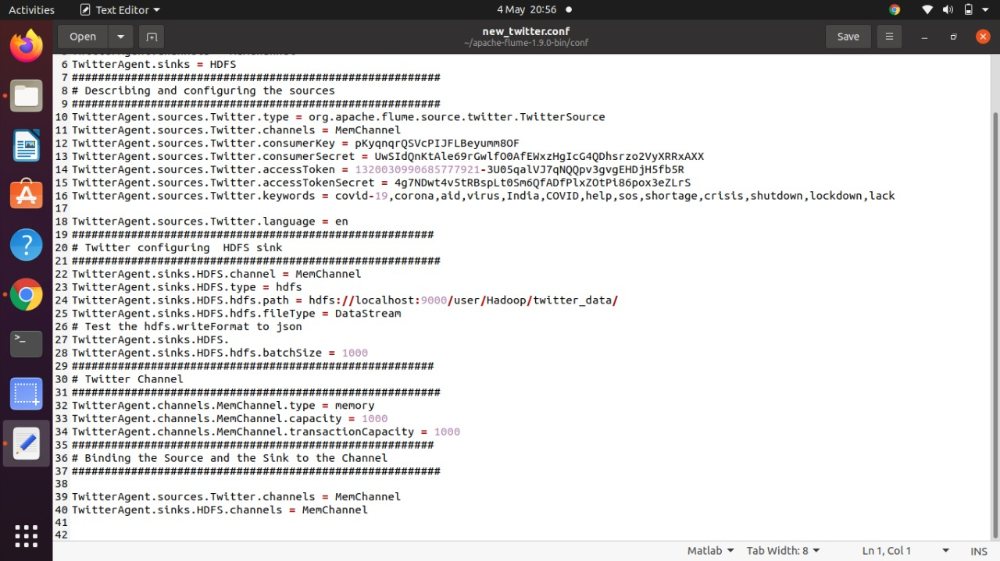 Activities
Text Editor
4 May 20:56
Open
new_twitter.conf
~/apache-flume-1.9.0-bin/conf
Save
6 TwitterAgent.sinks = HDFS
7 ########################################################
8 # Describing and configuring the sources
9 ########################################################
10 TwitterAgent.sources.Twitter.type = org.apache.flume.source.twitter.TwitterSource
11 TwitterAgent.sources.Twitter.channels = MemChannel
12 TwitterAgent.sources.Twitter.consumerKey = pKyqnqrQSVcPIJFLBeyumm8OF
13 TwitterAgent.sources.Twitter.consumerSecret = UwSIdQnKtAle69rGwlfO0AfEWxzHgIcG4QDhsrzo2VyXRRxAXX
14 TwitterAgent.sources.Twitter.accessToken = 1320030990685777921-3U05qalVJ7qNQQpv3gvgEHDjH5fb5R
15 TwitterAgent.sources.Twitter.accessTokenSecret = 4g7NDwt4v5tRBspLt0Sm6QfADfPlxZOtPi86pox3eZLrS
16 TwitterAgent.sources.Twitter.keywords = covid-19,corona,aid,virus,India,COVID,help,sos,shortage,crisis,shutdown,lockdown,lack
17
18 TwitterAgent.sources.Twitter.language = en
19 #######################################################
20 # Twitter configuring  HDFS sink
21 ########################################################
22 TwitterAgent.sinks.HDFS.channel = MemChannel
23 TwitterAgent.sinks.HDFS.type = hdfs
24 TwitterAgent.sinks.HDFS.hdfs.path = hdfs://localhost:9000/user/Hadoop/twitter_data/
25 TwitterAgent.sinks.HDFS.hdfs.fileType = DataStream
26 # Test the hdfs.writeFormat to json
27 TwitterAgent.sinks.HDFS.
28 TwitterAgent.sinks.HDFS.hdfs.batchSize = 1000
29 #######################################################
30 # Twitter Channel
31 ########################################################
32 TwitterAgent.channels.MemChannel.type = memory
33 TwitterAgent.channels.MemChannel.capacity = 1000
34 TwitterAgent.channels.MemChannel.transactionCapacity = 1000
35 #######################################################
36 # Binding the Source and the Sink to the Channel
37 ########################################################
38
39 TwitterAgent.sources.Twitter.channels = MemChannel
40 TwitterAgent.sinks.HDFS.channels = MemChannel
41
42
Matlab
Tab Width: 8
Ln 1, Col 1
INS